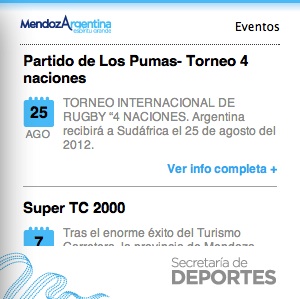 MendozArgentina
espíritu grande
Eventos
Partido de Los Pumas- Torneo 4
naciones
25
AGO
TORNEO INTERNACIONAL DE
RUGBY "4 NACIONES. Argentina
recibirá a Sudáfrica el 25 de agosto del
2012.
Ver info completa +
Super TC 2000
7
Tras el enorme éxito del Turismo
Carretera, la provincia de Mendoza
Secretaría de
DEPORTES